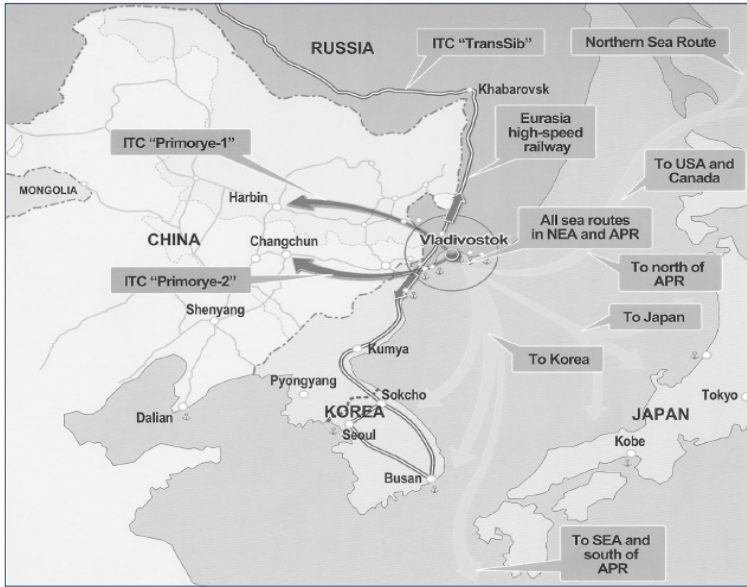 RUSSIA
ITC “TransSib”
Northern Sea Route
Khabarovsk
Eurasia
high-speed
railway
ITC “Primorye-1”
To USA and
Canada
MONGOLIA
Harbin
All sea routes
in NEA and APR
Vladivostok
CHINA
Changchun
To north of
APR
ITC “Primorye-2”
Shenyang
To Japan
Kumya
To Korea
Pyongyang
Sokcho
Dalian
KOREA
Seoul
JAPAN
Tokyo
Kobe
Busan
To SEA and
south of
APR